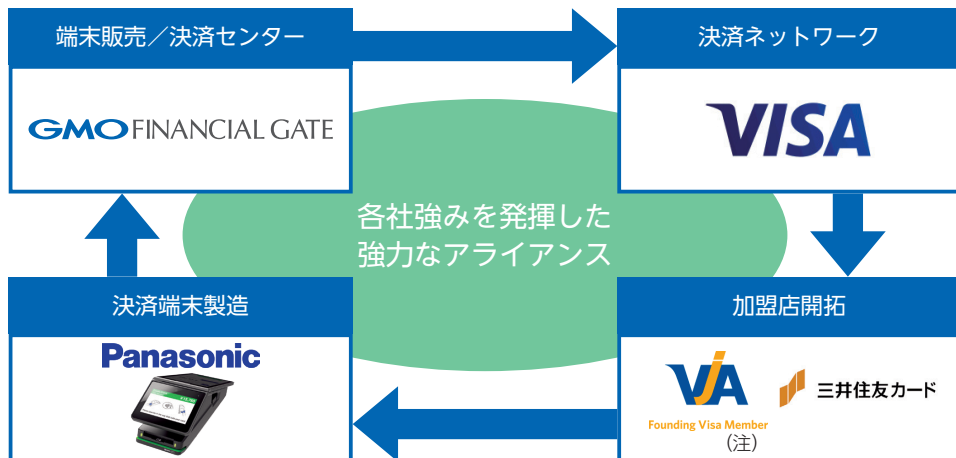 端末販売／決済センター
GMO FINANCIAL GATE
決済ネットワーク
VISA
各社強みを発揮した
強力なアライアンス
決済端末製造
Panasonic
加盟店開拓
VJA
Founding Visa Member
(注)
三井住友カード